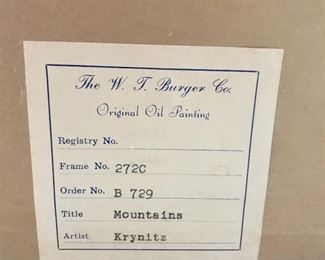 The W. T. Burger Co.
Original Oil Painting
Registry No.
Frame No. 272C
Order No. B 729
Title Mountains
Artist Krynitz